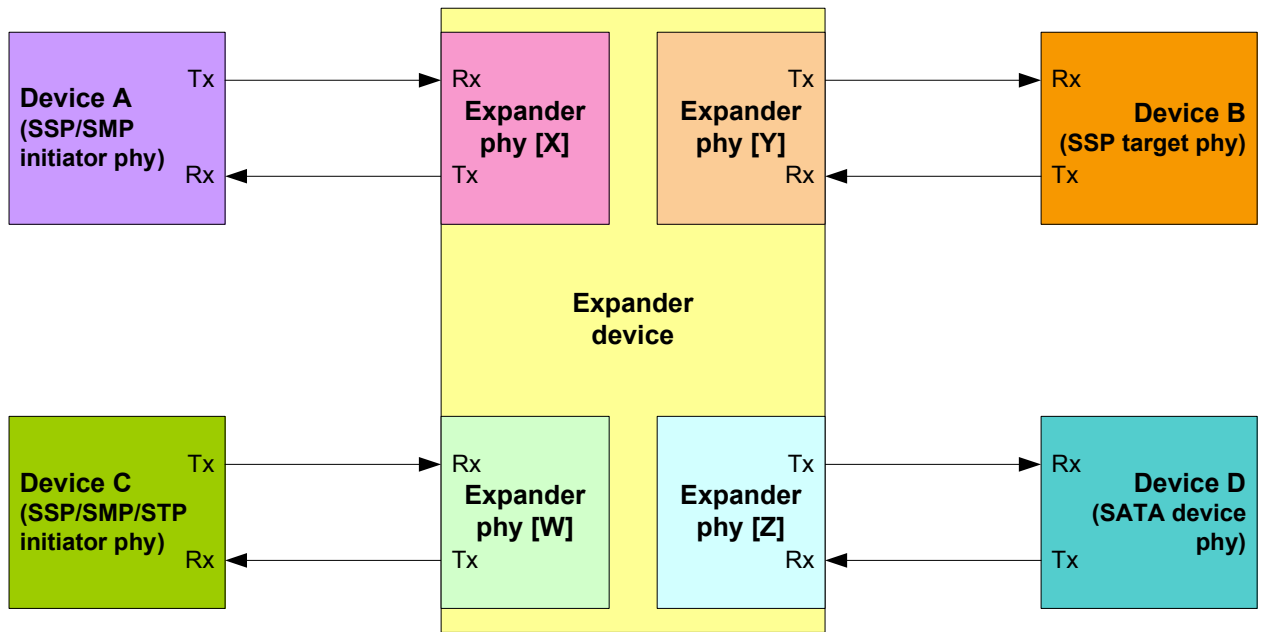 Device A
(SSP/SMP
initiator phy)
Tx
Rx
Rx
Expander
phy [X]
Tx
Tx
Expander
phy [Y]
Rx
Rx
Device B
(SSP target phy)
Tx
Expander
device
Device C
(SSP/SMP/STP
initiator phy)
Tx
Rx
Rx
Expander
phy [W]
Tx
Tx
Expander
phy [Z]
Rx
Rx
Device D
(SATA device
phy)
Tx